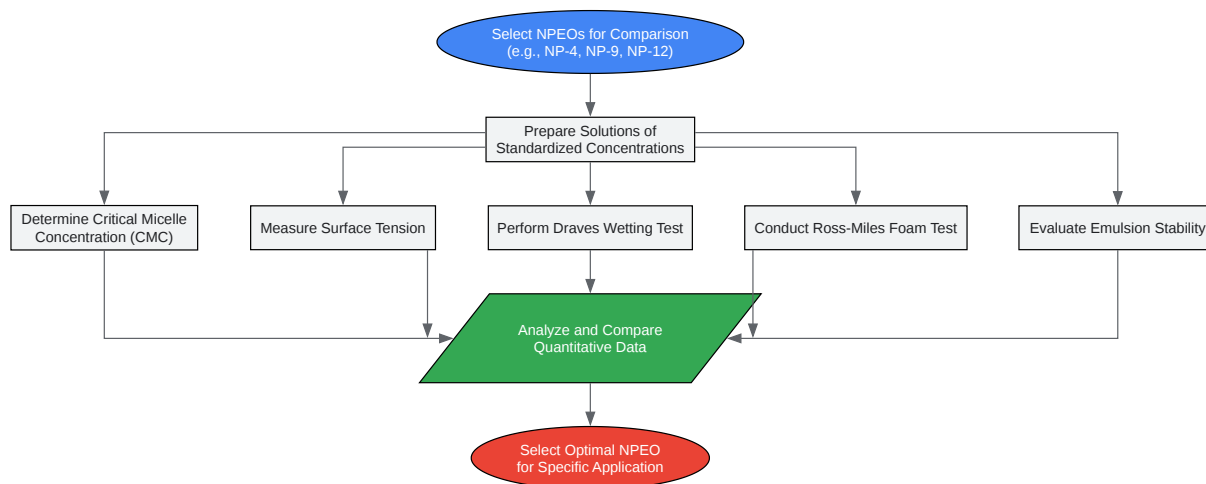 Select NPEOs for Comparison
(e.g., NP-4, NP-9, NP-12)
Prepare Solutions of
Standardized Concentrations
Determine Critical Micelle
Concentration (CMC)
Measure Surface Tension
Perform Draves Wetting Test
Conduct Ross-Miles Foam Test
Evaluate Emulsion Stability
Analyze and Compare
Quantitative Data
Select Optimal NPEO
for Specific Application